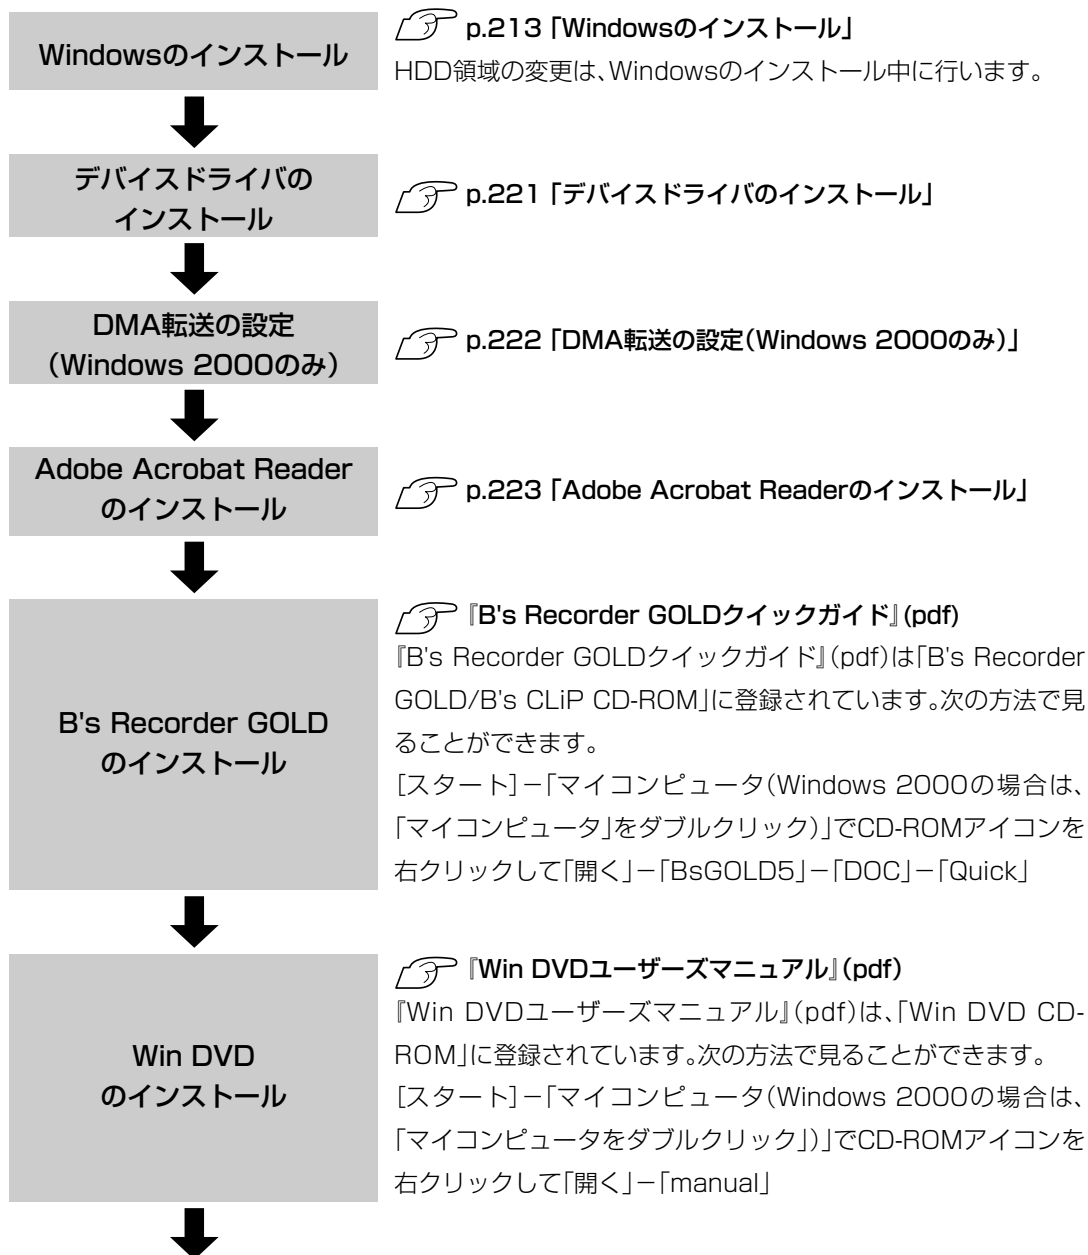 Windowsのインストール
p.213「Windowsのインストール」
HDD領域の変更は、Windowsのインストール中に行います。
デバイスドライバの
インストール
p.221「デバイスドライバのインストール」
DMA転送の設定
（Windows 2000のみ）
p.222「DMA転送の設定（Windows 2000のみ）」
Adobe Acrobat Reader
のインストール
p.223「Adobe Acrobat Readerのインストール」
B's Recorder GOLD
のインストール
『B's Recorder GOLDクイックガイド』(pdf)
『B's Recorder GOLDクイックガイド』（pdf）は「B's Recorder
GOLD/B's CLiP CD-ROM」に登録されています。次の方法で見
ることができます。
［スタート］－「マイコンピュータ（Windows 2000の場合は、
「マイコンピュータ」をダブルクリック）」でCD-ROMアイコンを
右クリックして「開く」－「BsGOLD5」－「DOC」－「Quick」
Win DVD
のインストール
『Win DVDユーザーズマニュアル』（pdf）
『Win DVDユーザーズマニュアル』（pdf）は、「Win DVD CD-
ROM」に登録されています。次の方法で見ることができます。
［スタート］－「マイコンピュータ（Windows 2000の場合は、
「マイコンピュータをダブルクリック」）」でCD-ROMアイコンを
右クリックして「開く」－「manual」